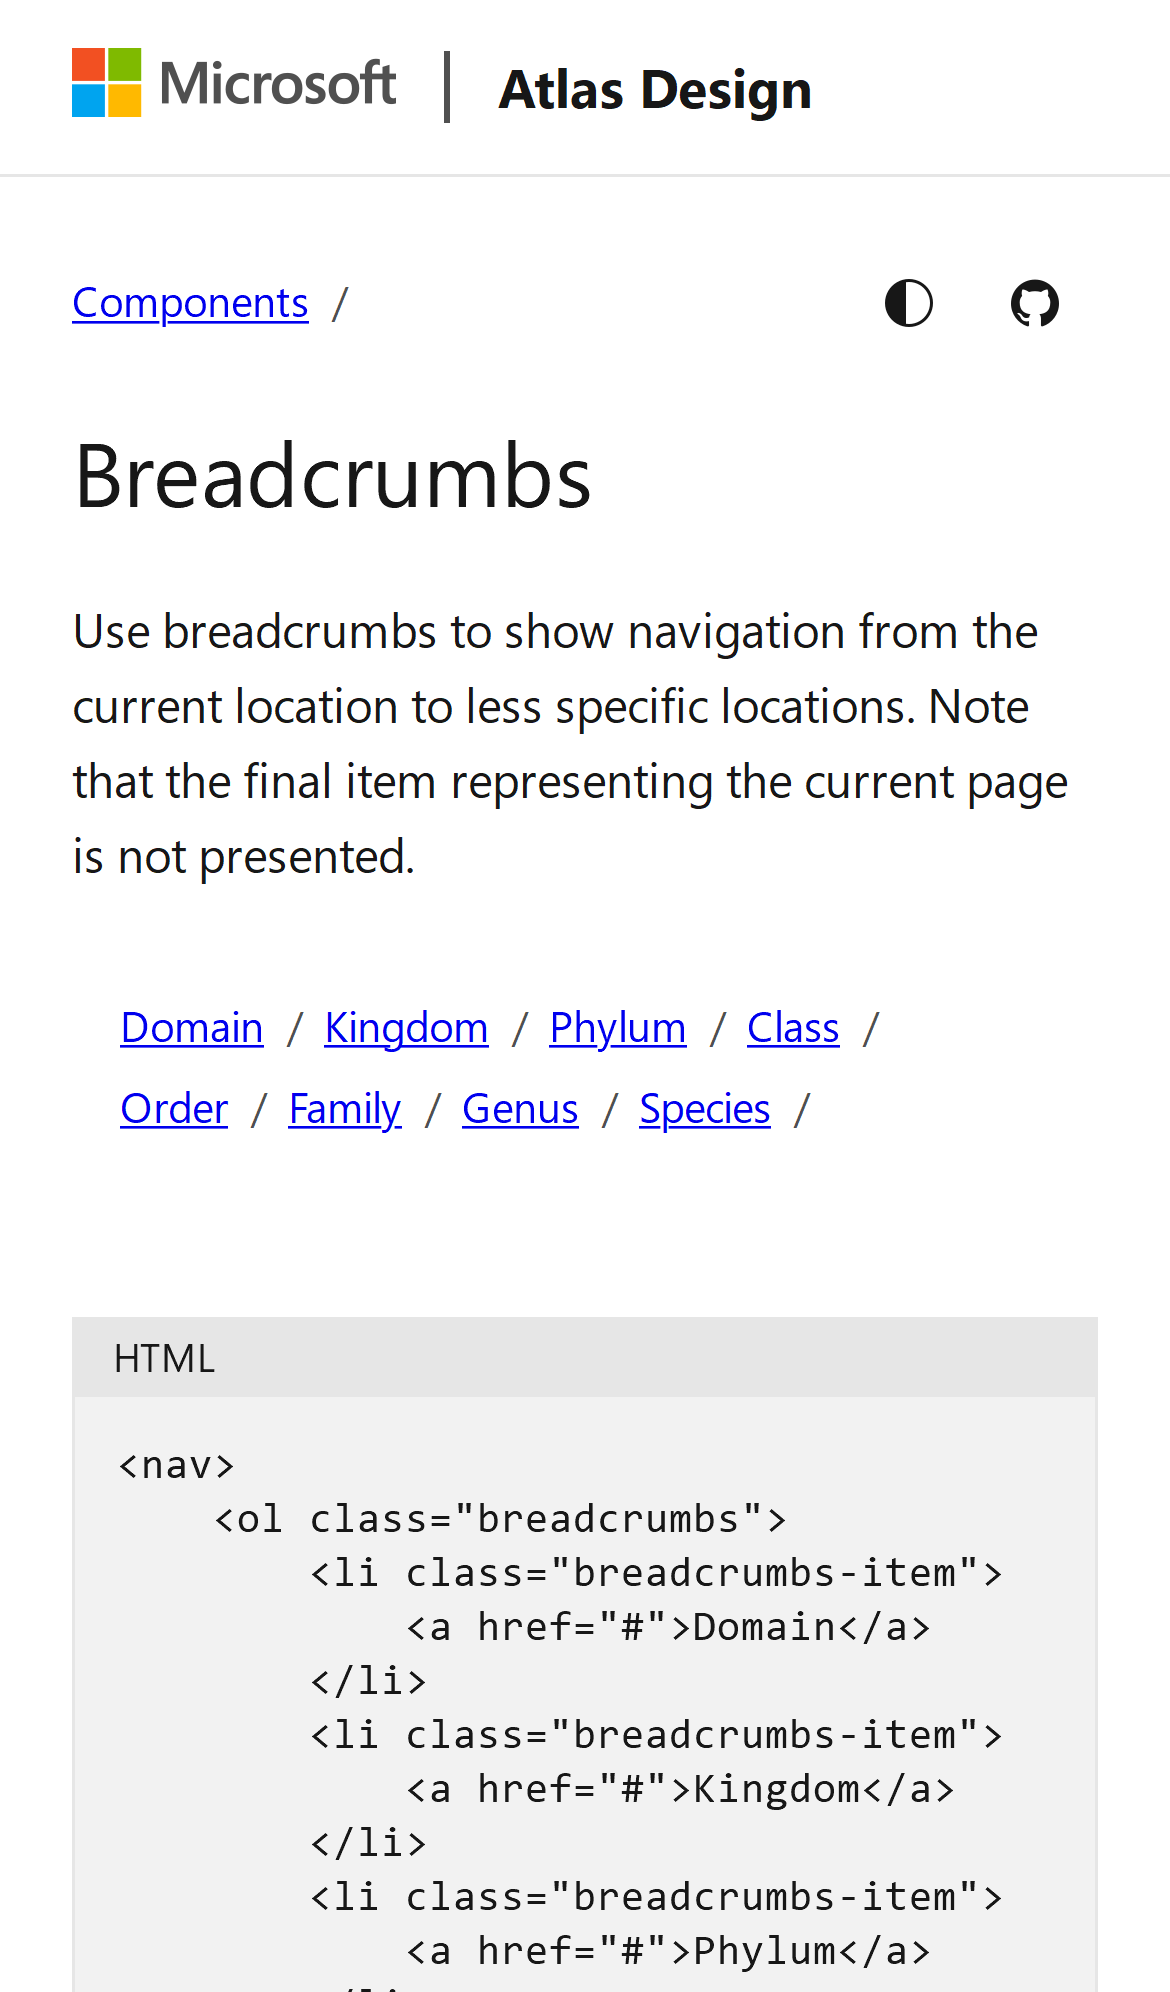 Microsoft | Atlas Design
Components /
Breadcrumbs
Use breadcrumbs to show navigation from the
current location to less specific locations. Note
that the final item representing the current page
is not presented.
Domain / Kingdom / Phylum / Class /
Order / Family / Genus / Species /
HTML
<nav>
    <ol class="breadcrumbs">
        <li class="breadcrumbs-item">
            <a href="#">Domain</a>
        </li>
        <li class="breadcrumbs-item">
            <a href="#">Kingdom</a>
        </li>
        <li class="breadcrumbs-item">
            <a href="#">Phylum</a>